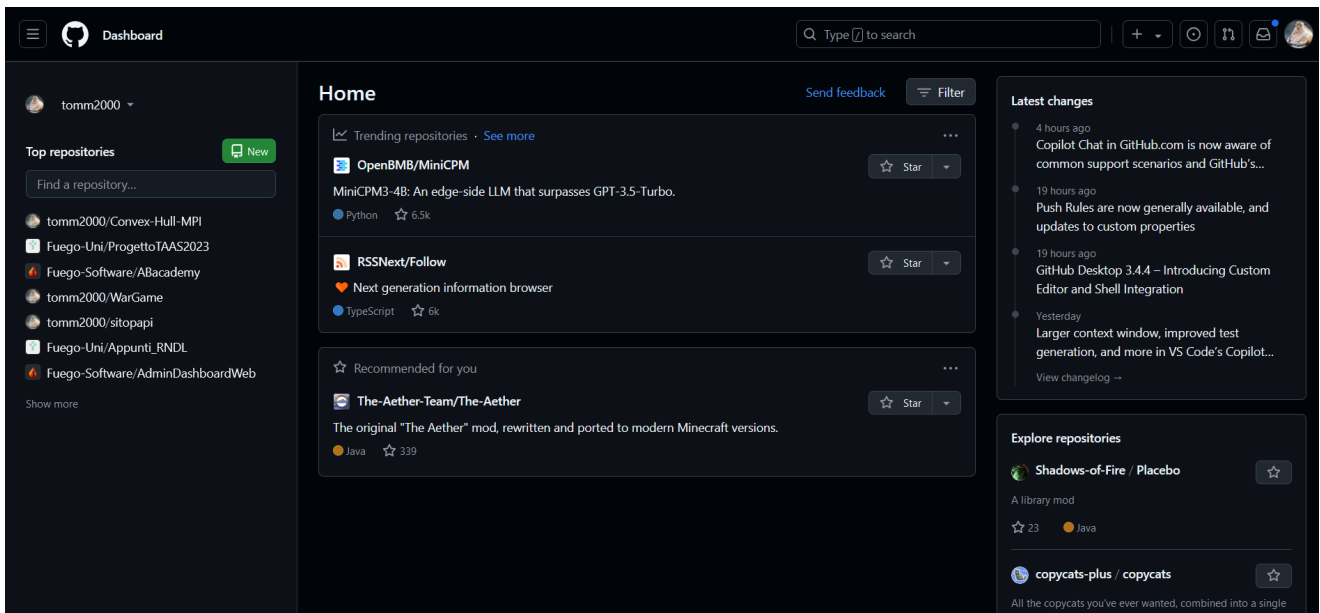 Dashboard
Type / to search
tomm2000
Top repositories
New
Find a repository...
tomm2000/Convex-Hull-MPI
Fuego-Uni/ProgettoTAAS2023
Fuego-Software/ABacademy
tomm2000/WarGame
tomm2000/sitopapi
Fuego-Uni/Appunti_RNDL
Fuego-Software/AdminDashboardWeb
Show more
Home
Send feedback
Filter
Trending repositories · See more
OpenBMB/MiniCPM
Star
MiniCPM3-4B: An edge-side LLM that surpasses GPT-3.5-Turbo.
Python 6.5k
RSSNext/Follow
Star
🧡 Next generation information browser
TypeScript 6k
Recommended for you
The-Aether-Team/The-Aether
Star
The original "The Aether" mod, rewritten and ported to modern Minecraft versions.
Java 339
Latest changes
4 hours ago
Copilot Chat in GitHub.com is now aware of
common support scenarios and GitHub's...
19 hours ago
Push Rules are now generally available, and
updates to custom properties
19 hours ago
GitHub Desktop 3.4.4 – Introducing Custom
Editor and Shell Integration
Yesterday
Larger context window, improved test
generation, and more in VS Code's Copilot...
View changelog →
Explore repositories
Shadows-of-Fire / Placebo
A library mod
23 Java
copycats-plus / copycats
All the copycats you've ever wanted, combined into a single